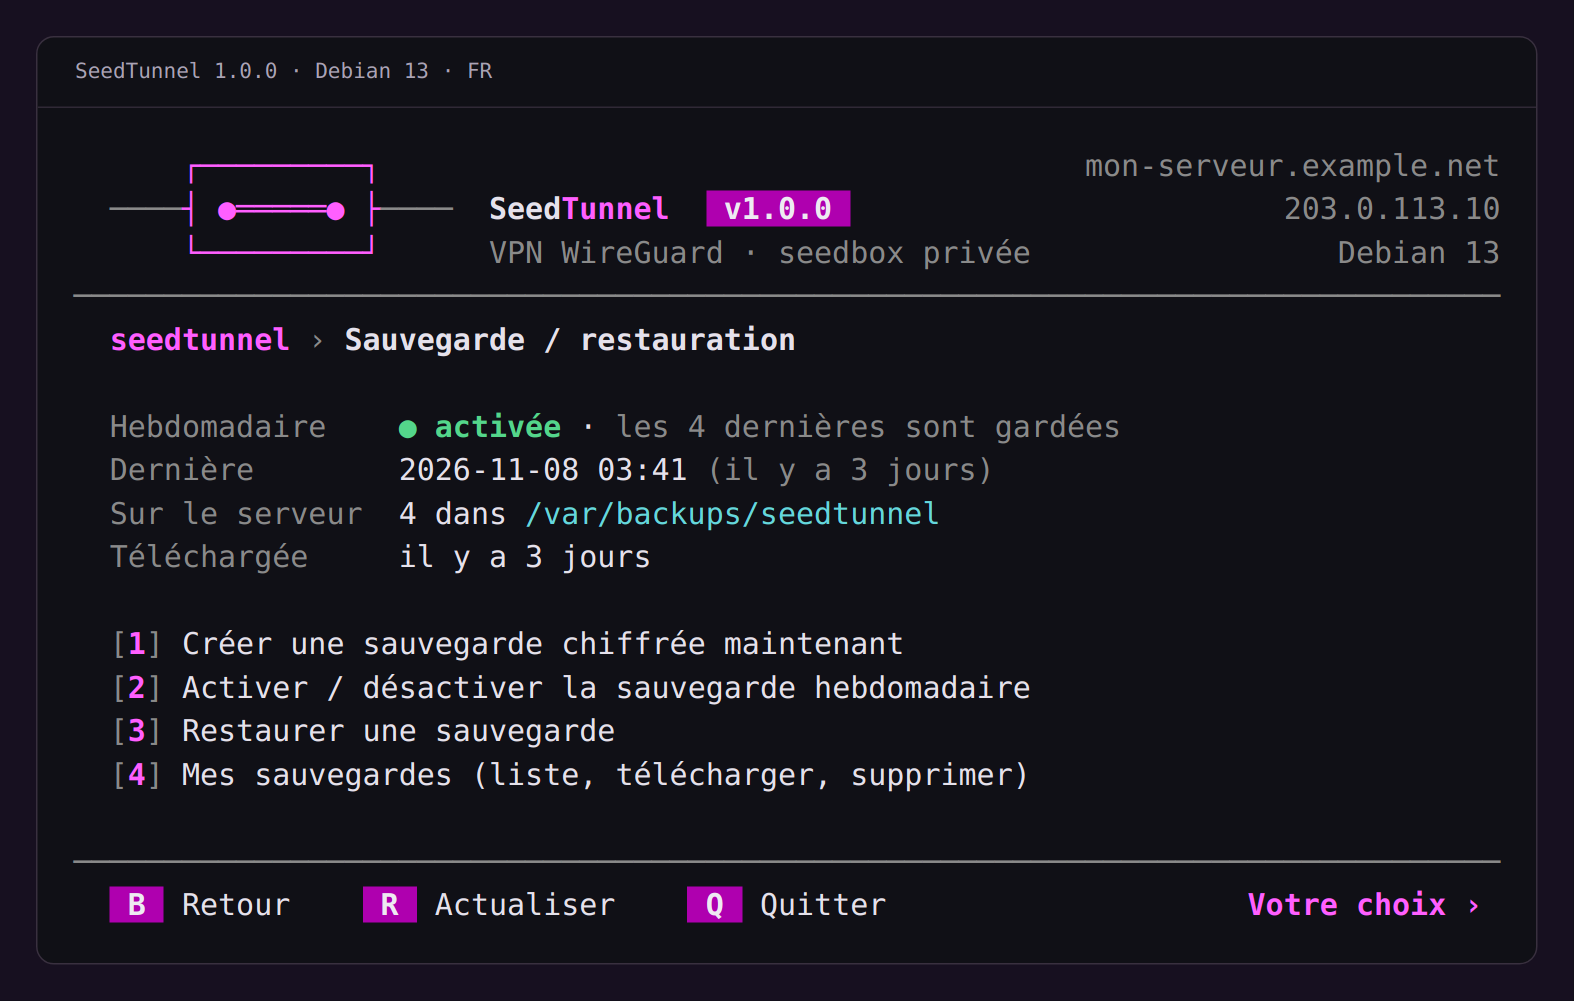 SeedTunnel 1.0.0 · Debian 13 · FR
mon-serveur.example.net
SeedTunnel v1.0.0 203.0.113.10
VPN WireGuard · seedbox privée Debian 13
seedtunnel › Sauvegarde / restauration
Hebdomadaire ● activée · les 4 dernières sont gardées
Dernière 2026-11-08 03:41 (il y a 3 jours)
Sur le serveur 4 dans /var/backups/seedtunnel
Téléchargée il y a 3 jours
[1] Créer une sauvegarde chiffrée maintenant
[2] Activer / désactiver la sauvegarde hebdomadaire
[3] Restaurer une sauvegarde
[4] Mes sauvegardes (liste, télécharger, supprimer)
B Retour R Actualiser Q Quitter Votre choix ›